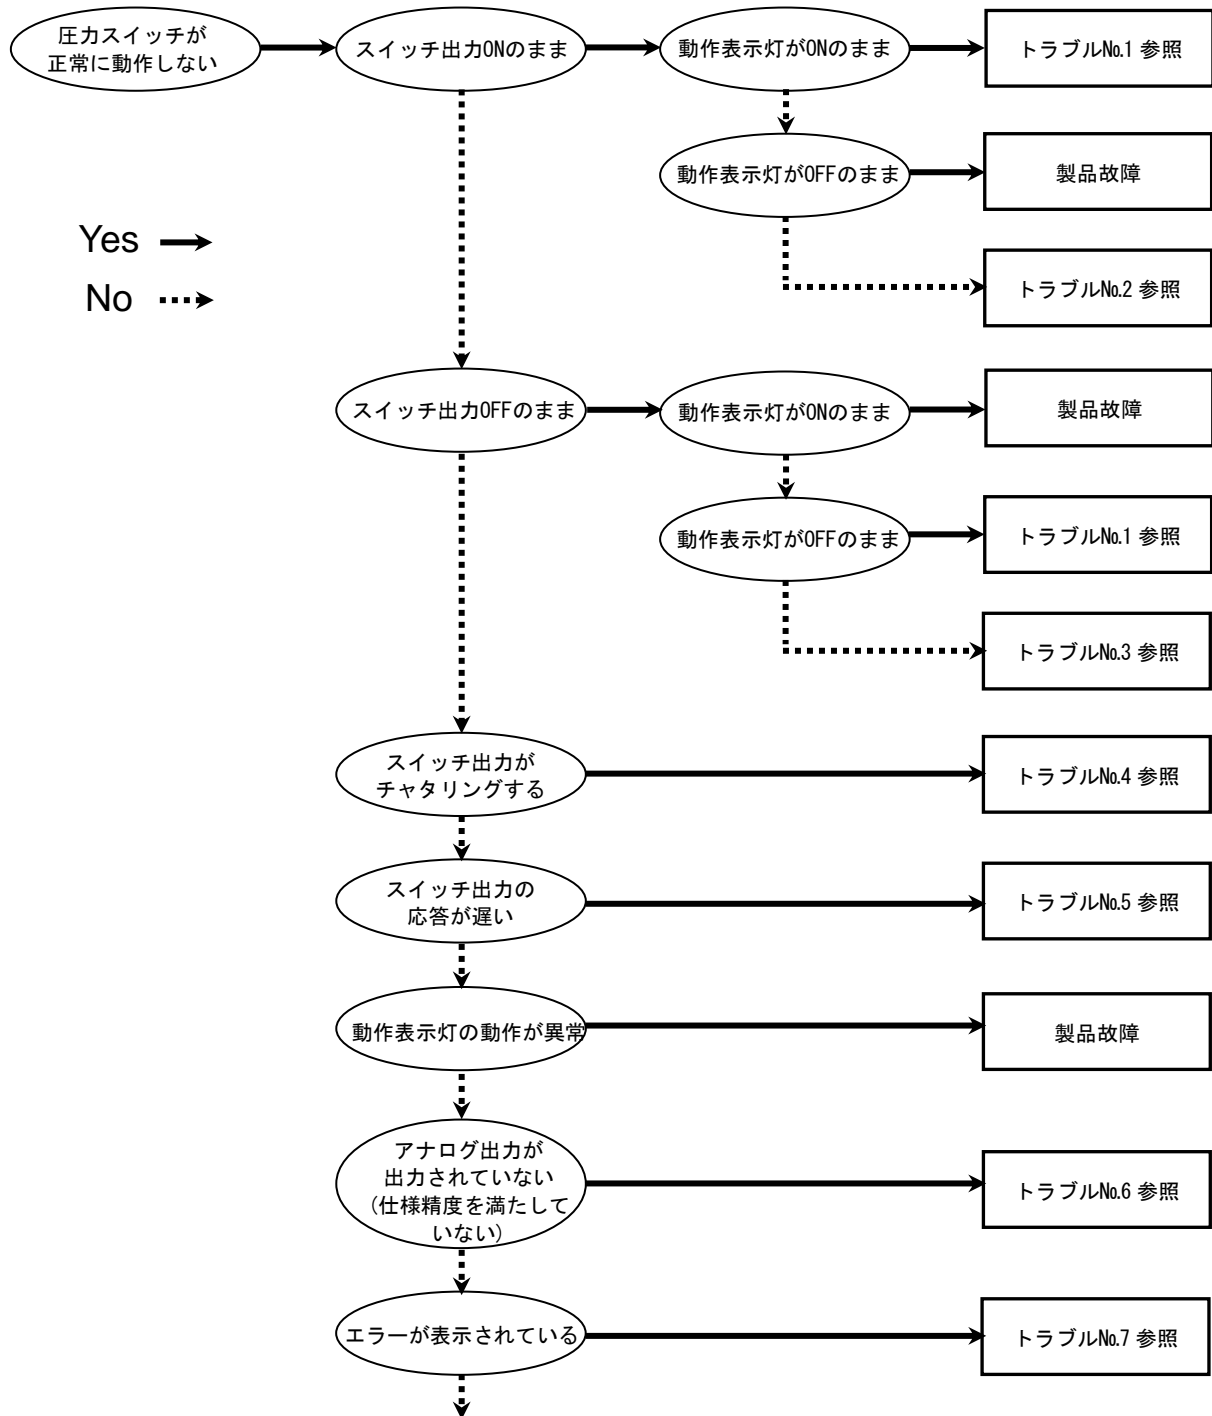 圧力スイッチが
正常に動作しない
スイッチ出力ONのまま
動作表示灯がONのまま
トラブル№1 参照
動作表示灯がOFFのまま
製品故障
Yes
No
トラブル№2 参照
スイッチ出力OFFのまま
動作表示灯がONのまま
製品故障
動作表示灯がOFFのまま
トラブル№1 参照
トラブル№3 参照
スイッチ出力が
チャタリングする
トラブル№4 参照
スイッチ出力の
応答が遅い
トラブル№5 参照
動作表示灯の動作が異常
製品故障
アナログ出力が
出力されていない
(仕様精度を満たして
いない)
トラブル№6 参照
エラーが表示されている
トラブル№7 参照